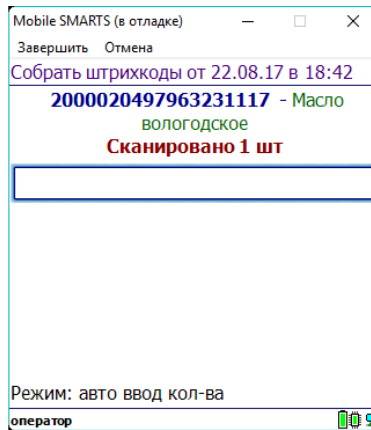 Mobile SMARTS (в отладке)
Завершить Отмена
Собрать штрихкоды от 22.08.17 в 18:42
2000020497963231117 - Масло
вологодское
Сканировано 1 шт
Режим: авто ввод кол-ва
оператор